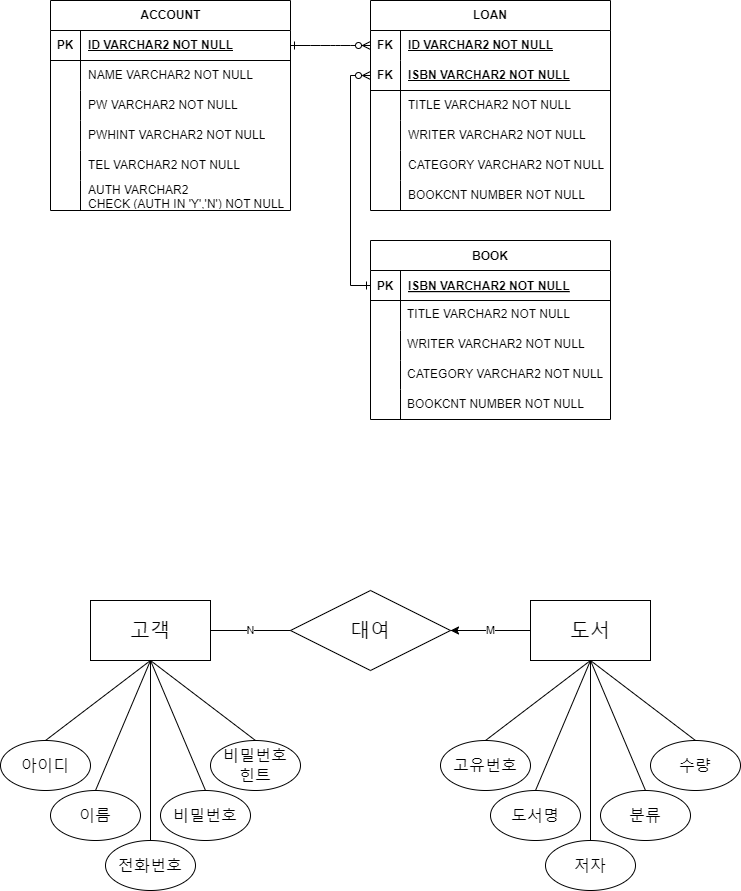 ACCOUNT
PK ID VARCHAR2 NOT NULL
NAME VARCHAR2 NOT NULL
PW VARCHAR2 NOT NULL
PWHINT VARCHAR2 NOT NULL
TEL VARCHAR2 NOT NULL
AUTH VARCHAR2
CHECK (AUTH IN 'Y','N') NOT NULL
LOAN
FK ID VARCHAR2 NOT NULL
FK ISBN VARCHAR2 NOT NULL
TITLE VARCHAR2 NOT NULL
WRITER VARCHAR2 NOT NULL
CATEGORY VARCHAR2 NOT NULL
BOOKCNT NUMBER NOT NULL
BOOK
PK ISBN VARCHAR2 NOT NULL
TITLE VARCHAR2 NOT NULL
WRITER VARCHAR2 NOT NULL
CATEGORY VARCHAR2 NOT NULL
BOOKCNT NUMBER NOT NULL
고객
N
대여
M
도서
아이디
이름
전화번호
비밀번호
비밀번호
힌트
고유번호
도서명
저자
분류
수량